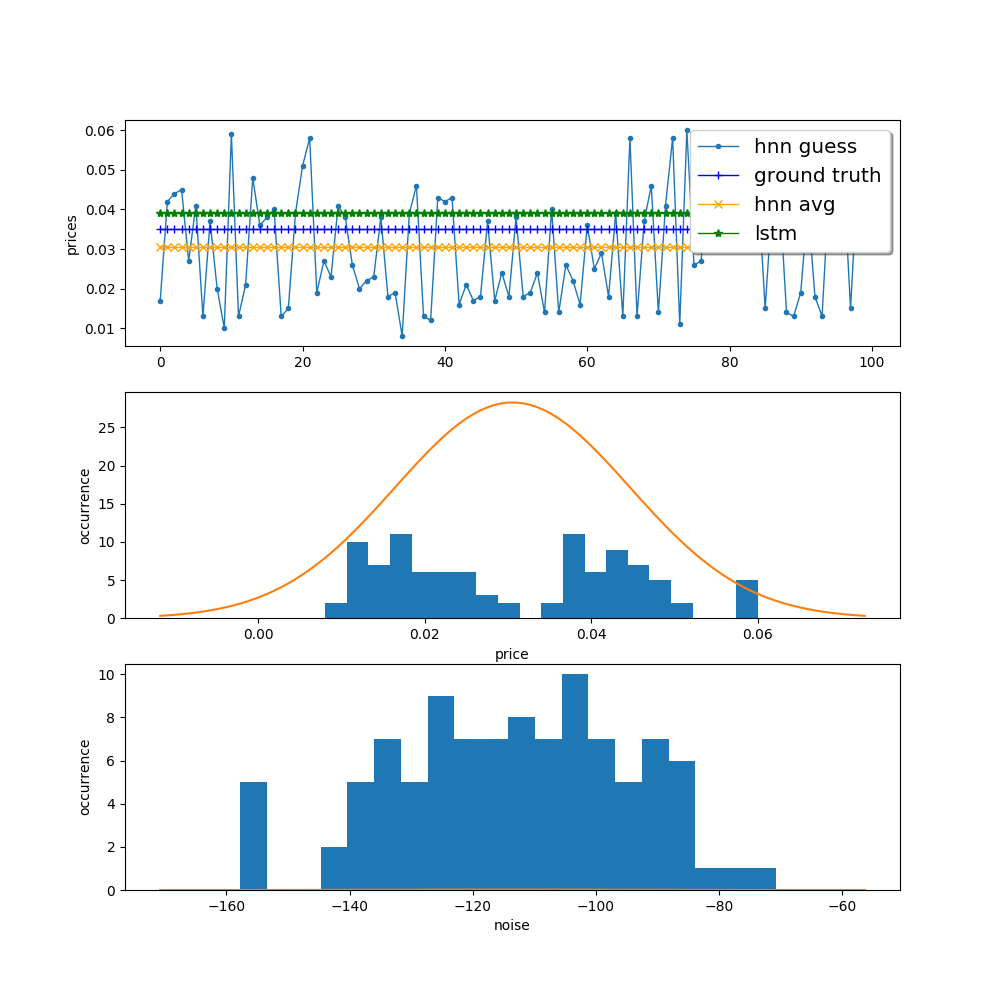 prices
0.06
0.05
0.04
0.03
0.02
0.01
hnn guess
ground truth
hnn avg
lstm
0 20 40 60 80 100
occurrence
25
20
15
10
5
0
0.00 0.02 0.04 0.06
price
occurrence
10
8
6
4
2
0
−160 −140 −120 −100 −80 −60
noise